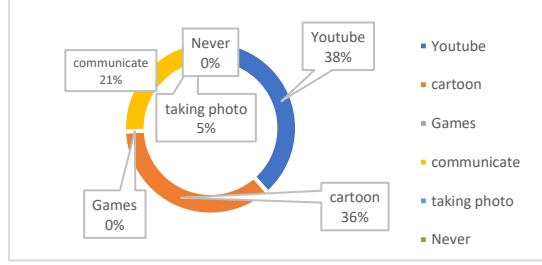 Never
0%
Youtube
38%
communicate
21%
taking photo
5%
Games
0%
cartoon
36%
Youtube
cartoon
Games
communicate
taking photo
Never